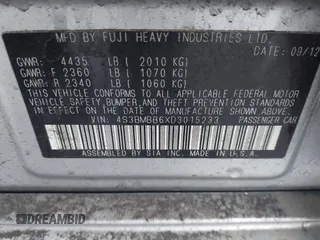 MFD BY FUJI HEAVY INDUSTRIES LTD.
DATE: 09/12
GVWR: 4435 LB ( 2010 KG)
GAWR: F 2360 LB ( 1070 KG)
GAWR: R 2340 LB ( 1060 KG)
THIS VEHICLE CONFORMS TO ALL APPLICABLE FEDERAL MOTOR VEHICLE
SAFETY, BUMPER, AND THEFT PREVENTION STANDARDS IN EFFECT
ON THE DATE OF MANUFACTURE SHOWN ABOVE.
VIN: 4S3BMBB6XD3015233 PASSENGER CAR
ASSEMBLED BY SIA INC. MADE IN U.S.A.
DREAMBID